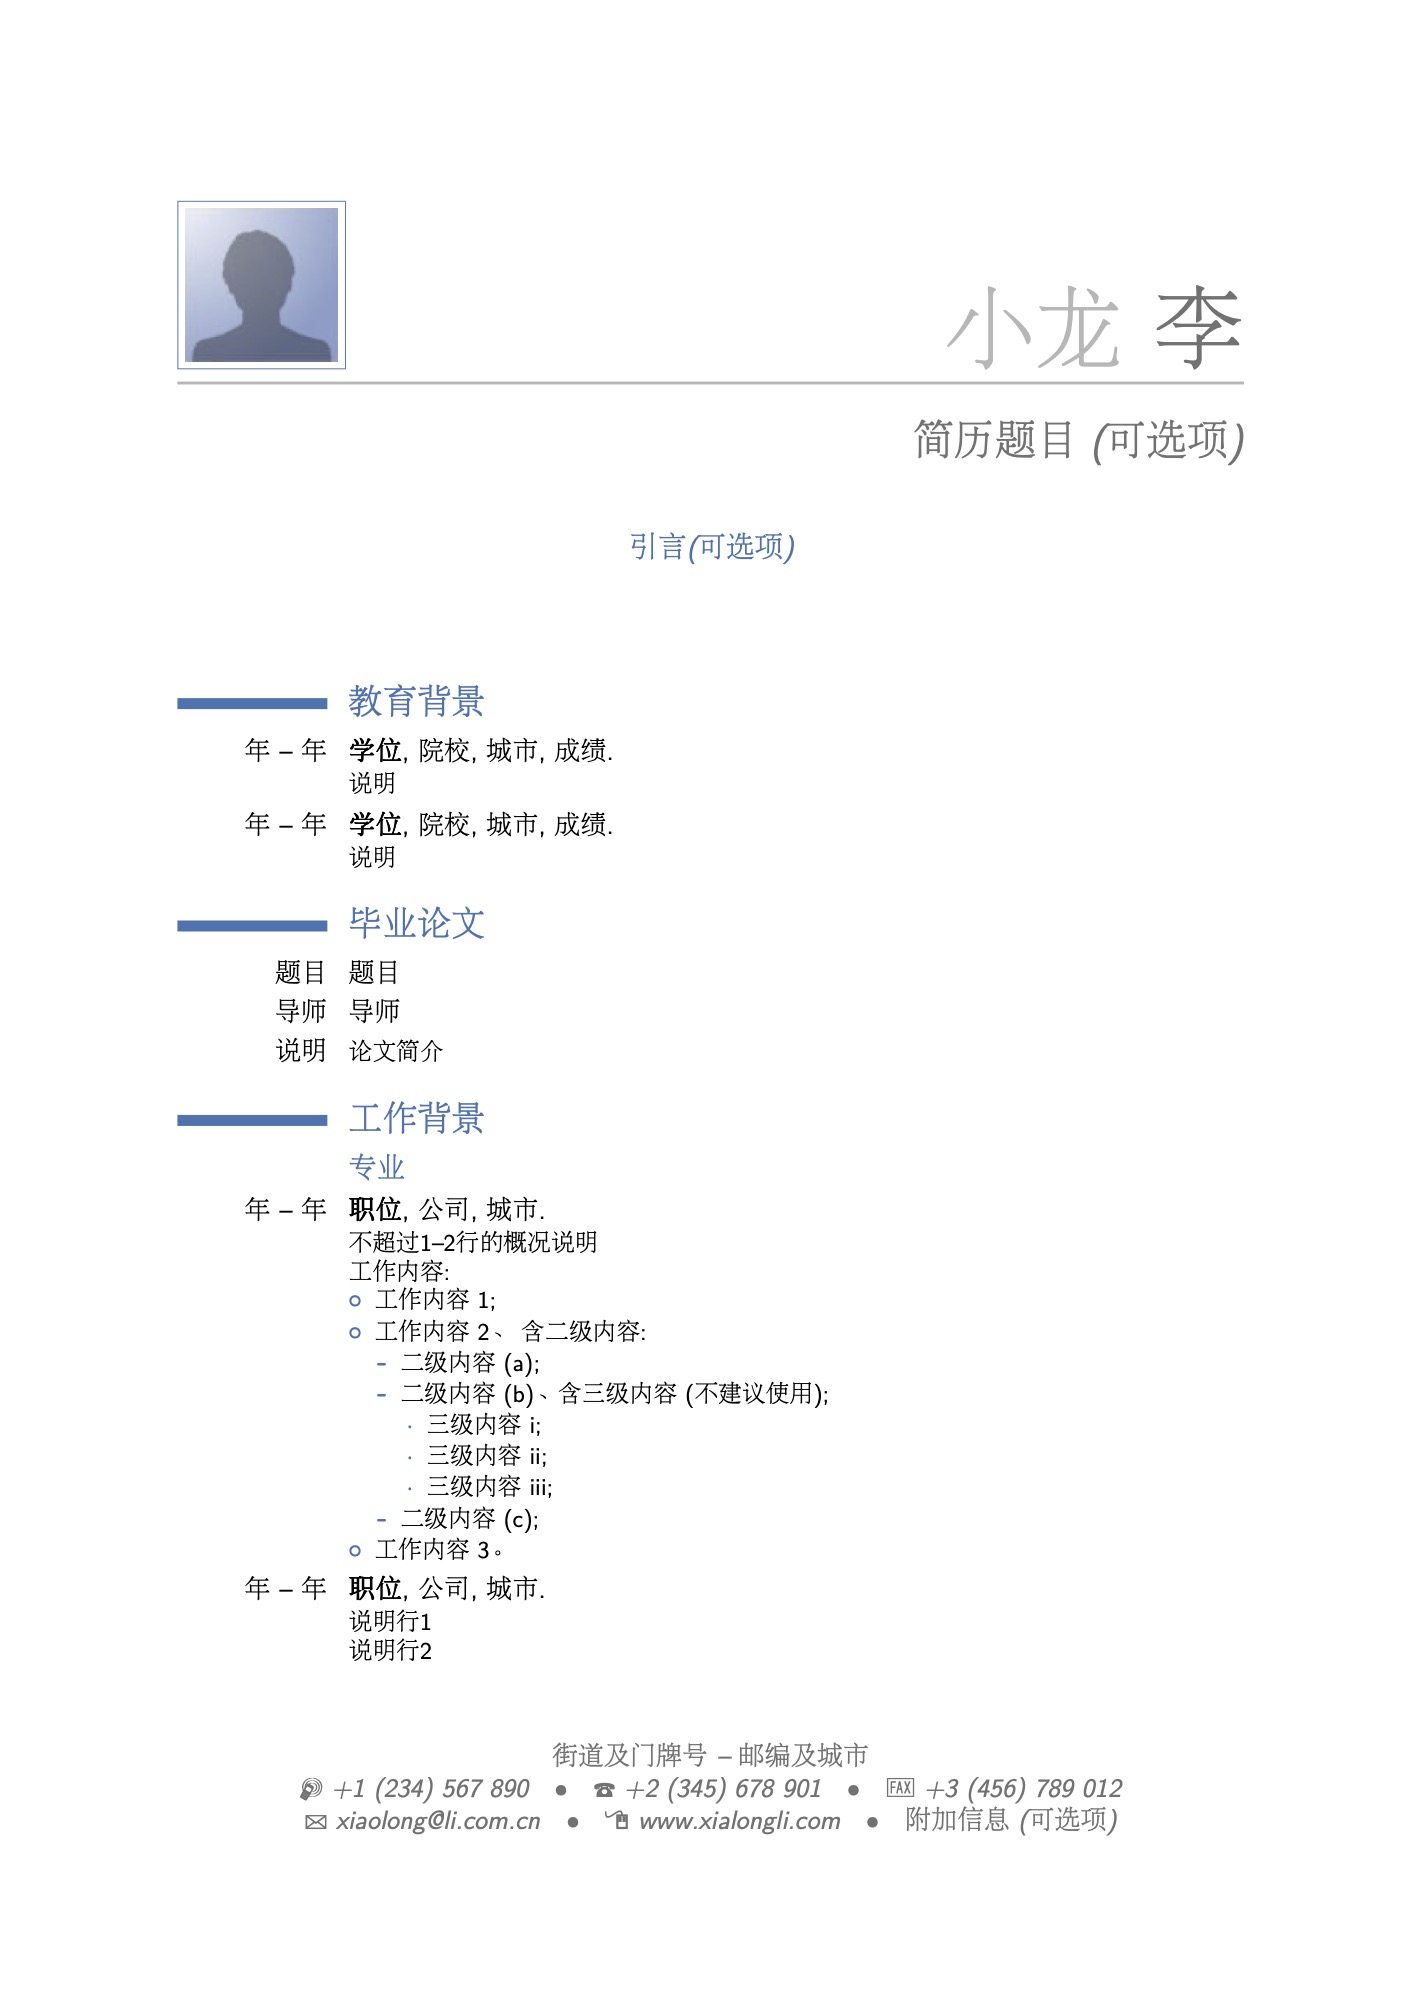 小龙 李
简历题目 (可选项)
引言(可选项)
教育背景
年 – 年 学位, 院校, 城市, 成绩.
说明
年 – 年 学位, 院校, 城市, 成绩.
说明
毕业论文
题目 题目
导师 导师
说明 论文简介
工作背景
专业
年 – 年 职位, 公司, 城市.
不超过1–2行的概况说明
工作内容:
○ 工作内容 1;
○ 工作内容 2、 含二级内容:
- 二级内容 (a);
- 二级内容 (b)、含三级内容 (不建议使用);
· 三级内容 i;
· 三级内容 ii;
· 三级内容 iii;
- 二级内容 (c);
○ 工作内容 3。
年 – 年 职位, 公司, 城市.
说明行1
说明行2
街道及门牌号 – 邮编及城市
+1 (234) 567 890 ● ☎ +2 (345) 678 901 ● FAX +3 (456) 789 012
✉ xiaolong@li.com.cn ● www.xialongli.com ● 附加信息 (可选项)